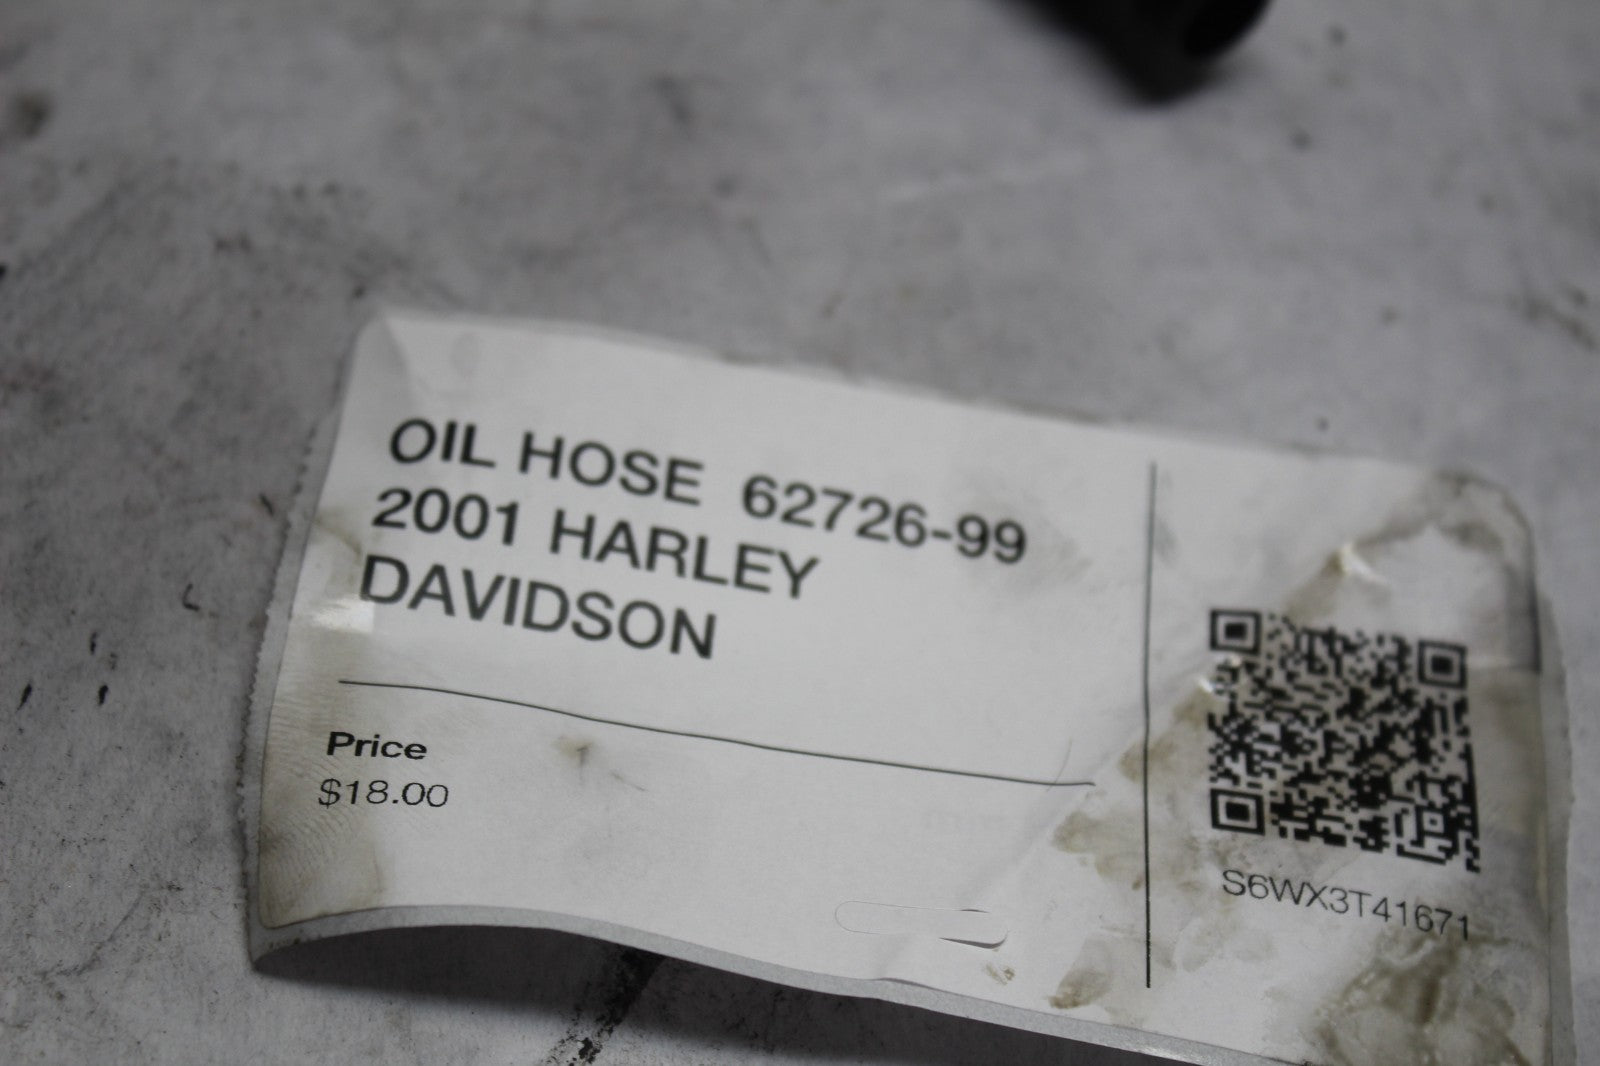 OIL HOSE 62726-99
2001 HARLEY
DAVIDSON
Price
$18.00
S6WX3T41671